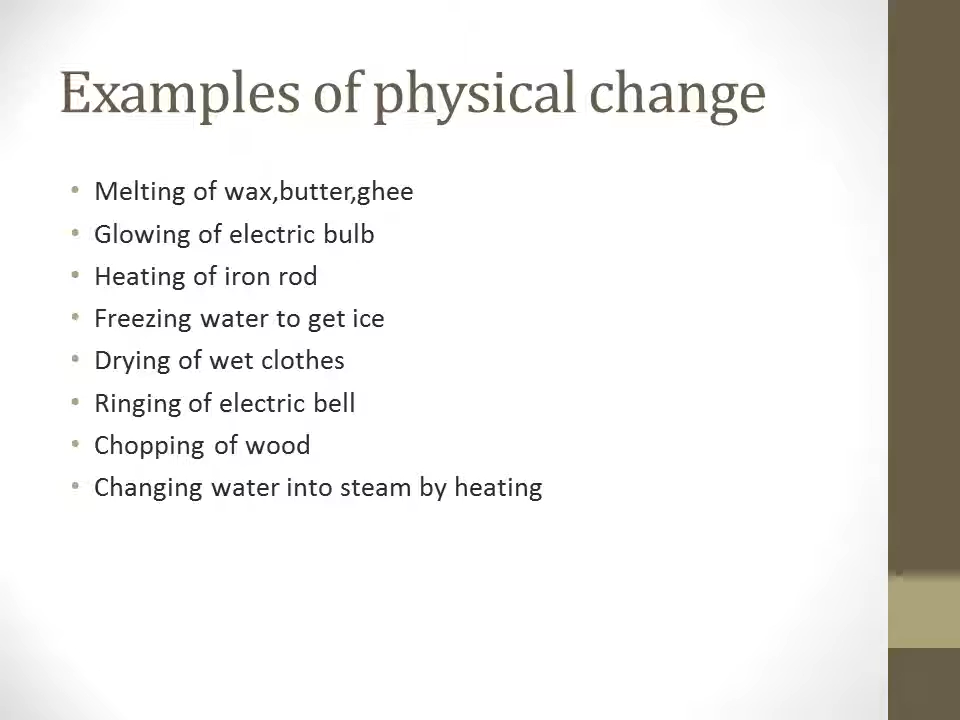 Examples of physical change
• Melting of wax,butter,ghee
• Glowing of electric bulb
• Heating of iron rod
• Freezing water to get ice
• Drying of wet clothes
• Ringing of electric bell
• Chopping of wood
• Changing water into steam by heating